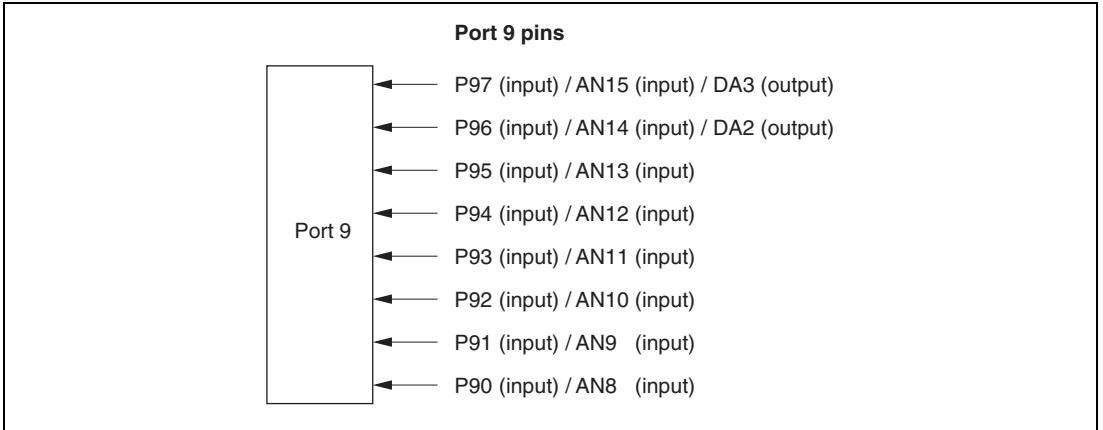 Port 9 pins
P97 (input) / AN15 (input) / DA3 (output)
P96 (input) / AN14 (input) / DA2 (output)
P95 (input) / AN13 (input)
P94 (input) / AN12 (input)
Port 9
P93 (input) / AN11 (input)
P92 (input) / AN10 (input)
P91 (input) / AN9 (input)
P90 (input) / AN8 (input)